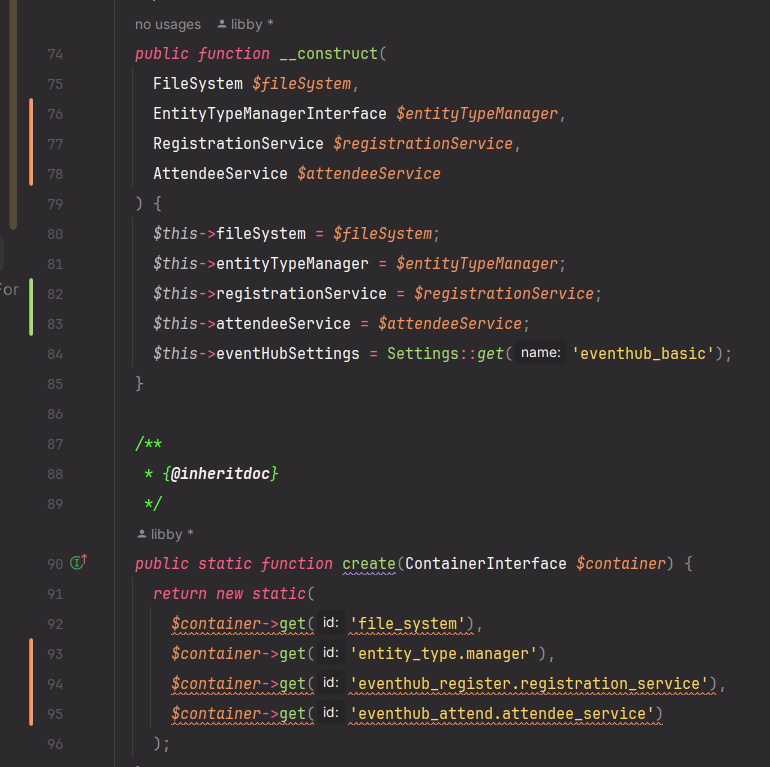 no usages libby *
74 public function __construct(
75 FileSystem $fileSystem,
76 EntityTypeManagerInterface $entityTypeManager,
77 RegistrationService $registrationService,
78 AttendeeService $attendeeService
79 ) {
80 $this->fileSystem = $fileSystem;
81 $this->entityTypeManager = $entityTypeManager;
For
82 $this->registrationService = $registrationService;
83 $this->attendeeService = $attendeeService;
84 $this->eventHubSettings = Settings::get( name: 'eventhub_basic');
85 }
86
87 /**
88 * {@inheritdoc}
89 */
libby *
90 public static function create(ContainerInterface $container) {
91 return new static(
92 $container->get( id: 'file_system'),
93 $container->get( id: 'entity_type.manager'),
94 $container->get( id: 'eventhub_register.registration_service'),
95 $container->get( id: 'eventhub_attend.attendee_service')
96 );